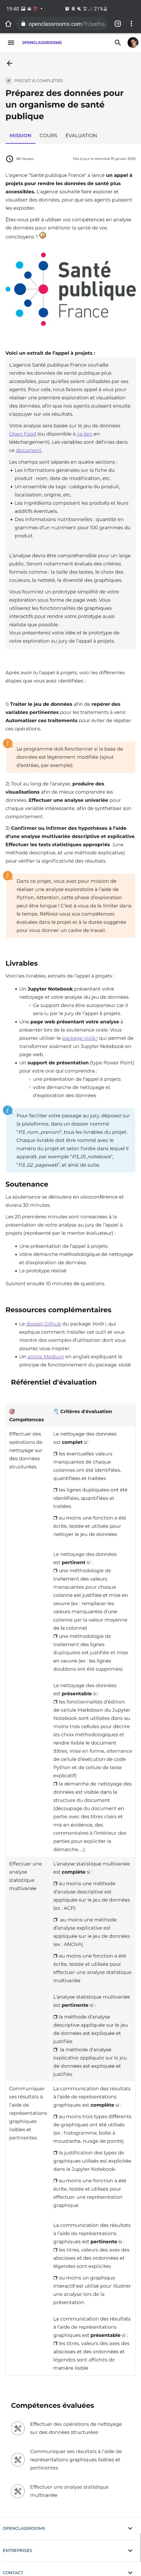 19:40
21%
openclassrooms.com/fr/paths
OPENCLASSROOMS
PROJET À COMPLÉTER
Préparez des données pour
un organisme de santé
publique
MISSION COURS ÉVALUATION
80 heures
Mis à jour le mercredi 15 janvier 2020
L'agence "Santé publique France" a lancé un appel à
projets pour rendre les données de santé plus
accessibles. L'agence souhaite faire explorer et
visualiser des données, pour que ses agents puissent
les exploiter.
Êtes-vous prêt à utiliser vos compétences en analyse
de données pour améliorer la santé de vos
concitoyens ?
Santé
publique
France
Voici un extrait de l'appel à projets :
L'agence Santé publique France souhaite
rendre les données de santé publique plus
accessibles, pour qu'elles soient utilisables par ses
agents. Pour cela, nous faisons appel à vous pour
réaliser une première exploration et visualisation
des données, afin que nos agents puissent ensuite
s'appuyer sur vos résultats.
Votre analyse sera basée sur le jeu de données
Open Food (ou disponible à ce lien en
téléchargement). Les variables sont définies dans
ce document.
Les champs sont séparés en quatre sections :
• Les informations générales sur la fiche du
produit : nom, date de modification, etc.
• Un ensemble de tags : catégorie du produit,
localisation, origine, etc.
• Les ingrédients composant les produits et leurs
additifs éventuels.
• Des informations nutritionnelles : quantité en
grammes d'un nutriment pour 100 grammes du
produit.
L'analyse devra être compréhensible pour un large
public. Seront notamment évalués des critères
formels comme : la taille des textes, le choix des
couleurs, la netteté, la diversité des graphiques.
Vous fournirez un prototype simplifié de votre
exploration sous forme de page web. Vous
utiliserez les fonctionnalités de graphiques
interactifs pour rendre votre prototype aussi
réaliste que possible.
Vous présenterez votre idée et le prototype de
votre exploration au jury de l'appel à projets.
Après avoir lu l'appel à projets, voici les différentes
étapes que vous avez identifiées :
1) Traiter le jeu de données afin de repérer des
variables pertinentes pour les traitements à venir.
Automatiser ces traitements pour éviter de répéter
ces opérations.
Le programme doit fonctionner si la base de
données est légèrement modifiée (ajout
d'entrées, par exemple).
2) Tout au long de l'analyse, produire des
visualisations afin de mieux comprendre les
données. Effectuer une analyse univariée pour
chaque variable intéressante, afin de synthétiser son
comportement.
3) Confirmer ou infirmer des hypothèses à l'aide
d'une analyse multivariée descriptive et explicative.
Effectuer les tests statistiques appropriés (une
méthode descriptive, et une méthode explicative)
pour vérifier la significativité des résultats.
Dans ce projet, vous avez pour mission de
réaliser une analyse exploratoire à l'aide de
Python. Attention, cette phase d'exploration
peut être longue ! C'est à vous de la limiter dans
le temps. Référez-vous aux compétences
évaluées dans le projet et à la durée suggérée
pour vous donner un cadre de travail.
Livrables
Voici les livrables, extraits de l'appel à projets :
• Un Jupyter Notebook présentant votre
nettoyage et votre analyse du jeu de données
◦ Ce support devra être autoporteur car il
sera lu par le jury de l'appel à projets.
• Une page web présentant votre analyse à
présenter lors de la soutenance orale. Vous
pouvez utiliser le package Voilà ! qui permet de
transformer aisément un Jupyter Notebook en
page web.
• Un support de présentation (type Power Point)
pour votre soutenance orale comprendra :
◦ une présentation de l'appel à projets
◦ votre démarche de nettoyage et
d'exploration des données
Pour faciliter votre passage au jury, déposez sur
la plateforme, dans un dossier nommé
"P3_nom_prenom", tous les livrables du projet.
Chaque livrable doit être nommé avec le
numéro du projet et selon l'ordre dans lequel il
apparaît, par exemple "P3_01_notebook",
"P3_02_pageweb", et ainsi de suite.
Soutenance
La soutenance se déroulera en visioconférence et
durera 30 minutes.
Les 20 premières minutes sont consacrées à la
présentation de votre analyse au jury de l'appel à
projets (représenté par le mentor évaluateur) :
• Une présentation de l'appel à projets
• Votre démarche méthodologique de nettoyage
et d'exploration de données
• Le prototype réalisé
Suivront ensuite 10 minutes de questions.
Ressources complémentaires
• Le dossier Github du package Voilà !, qui
explique comment installer cet outil et vous
montre des exemples d'utilisation dont vous
pourrez vous inspirer.
• Un article Medium en anglais expliquant le
principe de fonctionnement du package Voilà!
Référentiel d'évaluation
Compétences
Critères d'évaluation
Effectuer des
opérations de
nettoyage sur
des données
structurées
Le nettoyage des données
est complet si :
❒ les éventuelles valeurs
manquantes de chaque
colonnes ont été identifiées,
quantifiées et traitées
❒ les lignes dupliquées ont été
identifiées, quantifiées et
traitées
❒ au moins une fonction a été
écrite, testée et utilisée pour
nettoyer le jeu de données
Le nettoyage des données
est pertinent si :
❒ une méthodologie de
traitement des valeurs
manquantes pour chaque
colonne est justifiée et mise en
oeuvre (ex : remplacer les
valeurs manquantes d'une
colonne par la valeur moyenne
de la colonne)
❒ une méthodologie de
traitement des lignes
dupliquées est justifiée et mise
en oeuvre (ex : les lignes
doublons ont été supprimés)
Le nettoyage des données
est présentable si :
❒ les fonctionnalités d'édition
de cellule Markdown du Jupyter
Notebook sont utilisées dans au
moins trois cellules pour décrire
les choix méthodologiques et
rendre lisible le document
(titres, mise en forme, alternance
de cellule d'exécution de code
Python et de cellule de texte
explicatif)
❒ la démarche de nettoyage des
données est visible dans la
structure du document
(découpage du document en
partie avec des titres clairs et
mis en évidence, des
commentaires à l'intérieur des
parties pour expliciter la
démarche, ...)
Effectuer une
analyse
statistique
multivariée
L'analyse statistique multivariée
est complète si :
❒ au moins une méthode
d'analyse descriptive est
appliquée sur le jeu de données
(ex : ACP)
❒ au moins une méthode
d'analyse explicative est
appliquée sur le jeu de données
(ex : ANOVA)
❒ au moins une fonction a été
écrite, testée et utilisée pour
effectuer une analyse statistique
multivariée
L'analyse statistique multivariée
est pertinente si :
❒ la méthode d'analyse
descriptive appliquée sur le jeu
de données est expliquée et
justifiée
❒ la méthode d'analyse
explicative appliquée sur le jeu
de données est expliquée et
justifiée
Communiquer
ses résultats à
l'aide de
représentations
graphiques
lisibles et
pertinentes
La communication des résultats
à l'aide de représentations
graphiques est complète si :
❒ au moins trois types différents
de graphiques ont été utilisés
(ex : histogramme, boîte à
moustache, nuage de points)
❒ la justification des types de
graphiques utilisés est explicitée
dans le Jupyter Notebook.
❒ au moins une fonction a été
écrite, testée et utilisée pour
effectuer une représentation
graphique
La communication des résultats
à l'aide de représentations
graphiques est pertinente si :
❒ les titres, valeurs des axes des
abscisses et des ordonnées et
légendes sont explicites
❒ au moins un graphique
interactif est utilisé pour illustrer
une analyse lors de la
présentation.
La communication des résultats
à l'aide de représentations
graphiques est présentable si :
❒ les titres, valeurs des axes des
abscisses et des ordonnées et
légendes sont affichés de
manière lisible
Compétences évaluées
Effectuer des opérations de nettoyage
sur des données structurées
Communiquer ses résultats à l'aide de
représentations graphiques lisibles et
pertinentes
Effectuer une analyse statistique
multivariée
OPENCLASSROOMS
ENTREPRISES
CONTACT